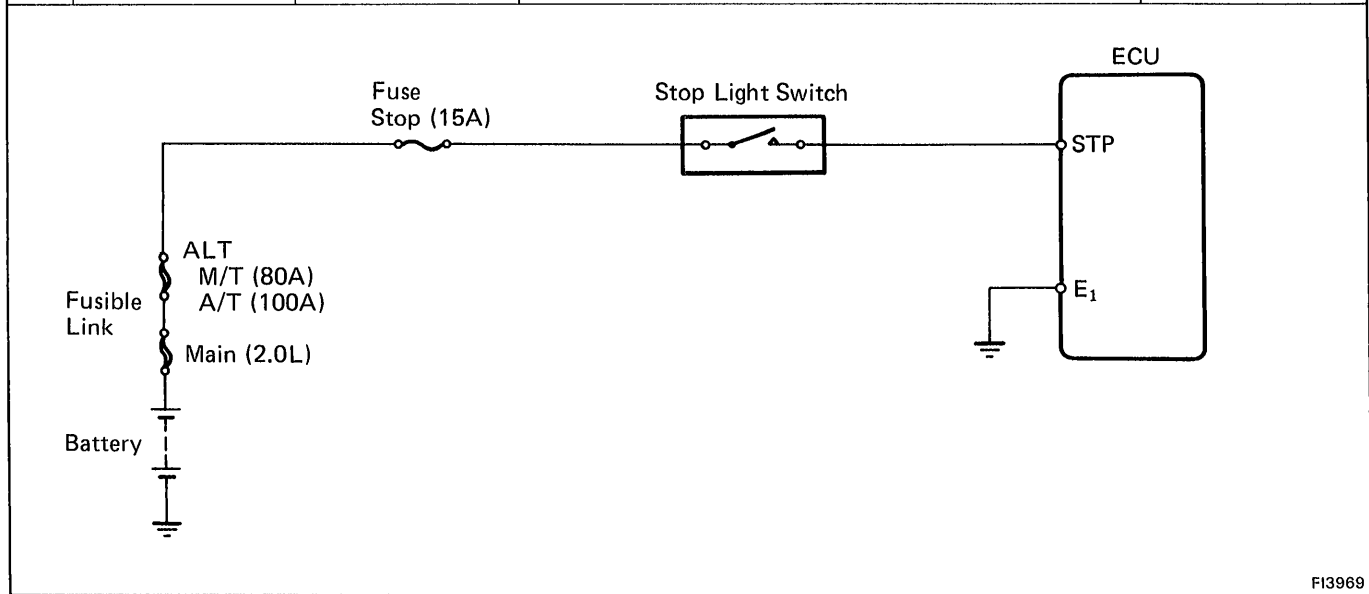 ECU
Fuse
Stop (15A)
Stop Light Switch
STP
ALT
M/T (80A)
A/T (100A)
Fusible
Link
E₁
Main (2.0L)
Battery
FI3969